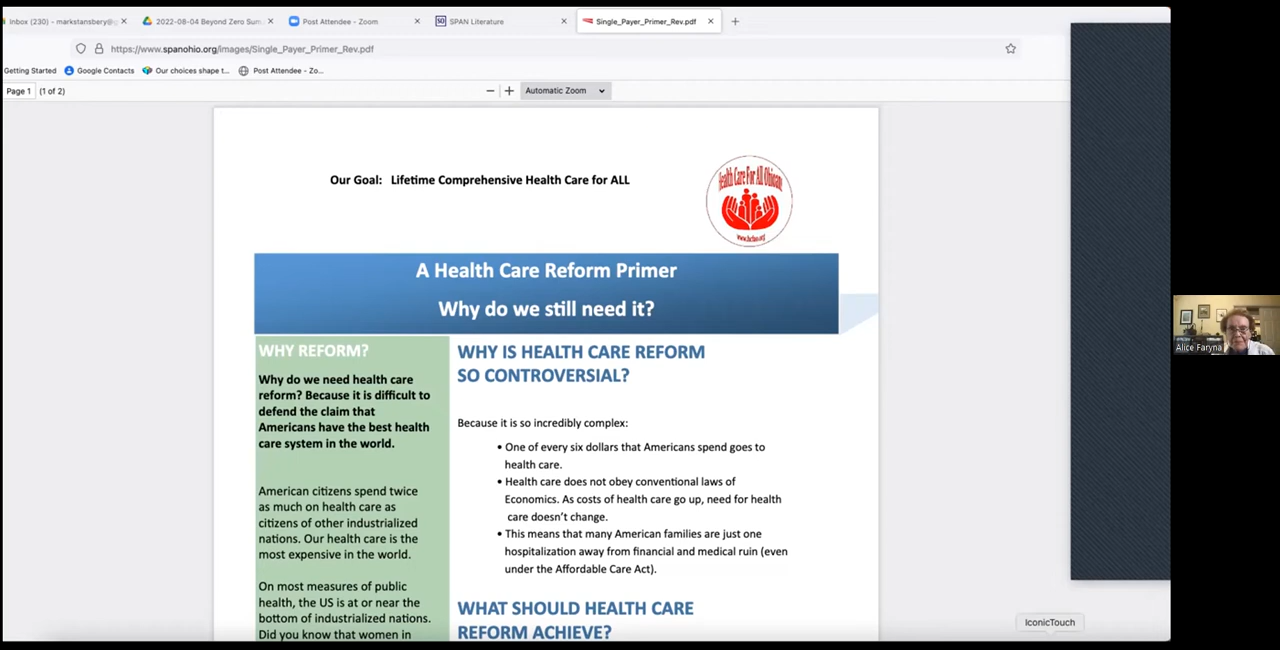 Inbox (230) - markstansbery@g
2022-08-04 Beyond Zero Sum
Post Attendee - Zoom
SPAN Literature
Single_Payer_Primer_Rev.pdf
https://www.spanohio.org/images/Single_Payer_Primer_Rev.pdf
Getting Started
Google Contacts
Our choices shape t...
Post Attendee - Zo...
Page 1 (1 of 2)
Automatic Zoom
Our Goal: Lifetime Comprehensive Health Care for ALL
Health Care For All Ohioans
A Health Care Reform Primer
Why do we still need it?
WHY REFORM?
Why do we need health care
reform? Because it is difficult to
defend the claim that
Americans have the best health
care system in the world.
American citizens spend twice
as much on health care as
citizens of other industrialized
nations. Our health care is the
most expensive in the world.
On most measures of public
health, the US is at or near the
bottom of industrialized nations.
Did you know that women in
WHY IS HEALTH CARE REFORM
SO CONTROVERSIAL?
Because it is so incredibly complex:
• One of every six dollars that Americans spend goes to
health care.
• Health care does not obey conventional laws of
Economics. As costs of health care go up, need for health
care doesn't change.
• This means that many American families are just one
hospitalization away from financial and medical ruin (even
under the Affordable Care Act).
WHAT SHOULD HEALTH CARE
REFORM ACHIEVE?
IconicTouch
Alice Faryna